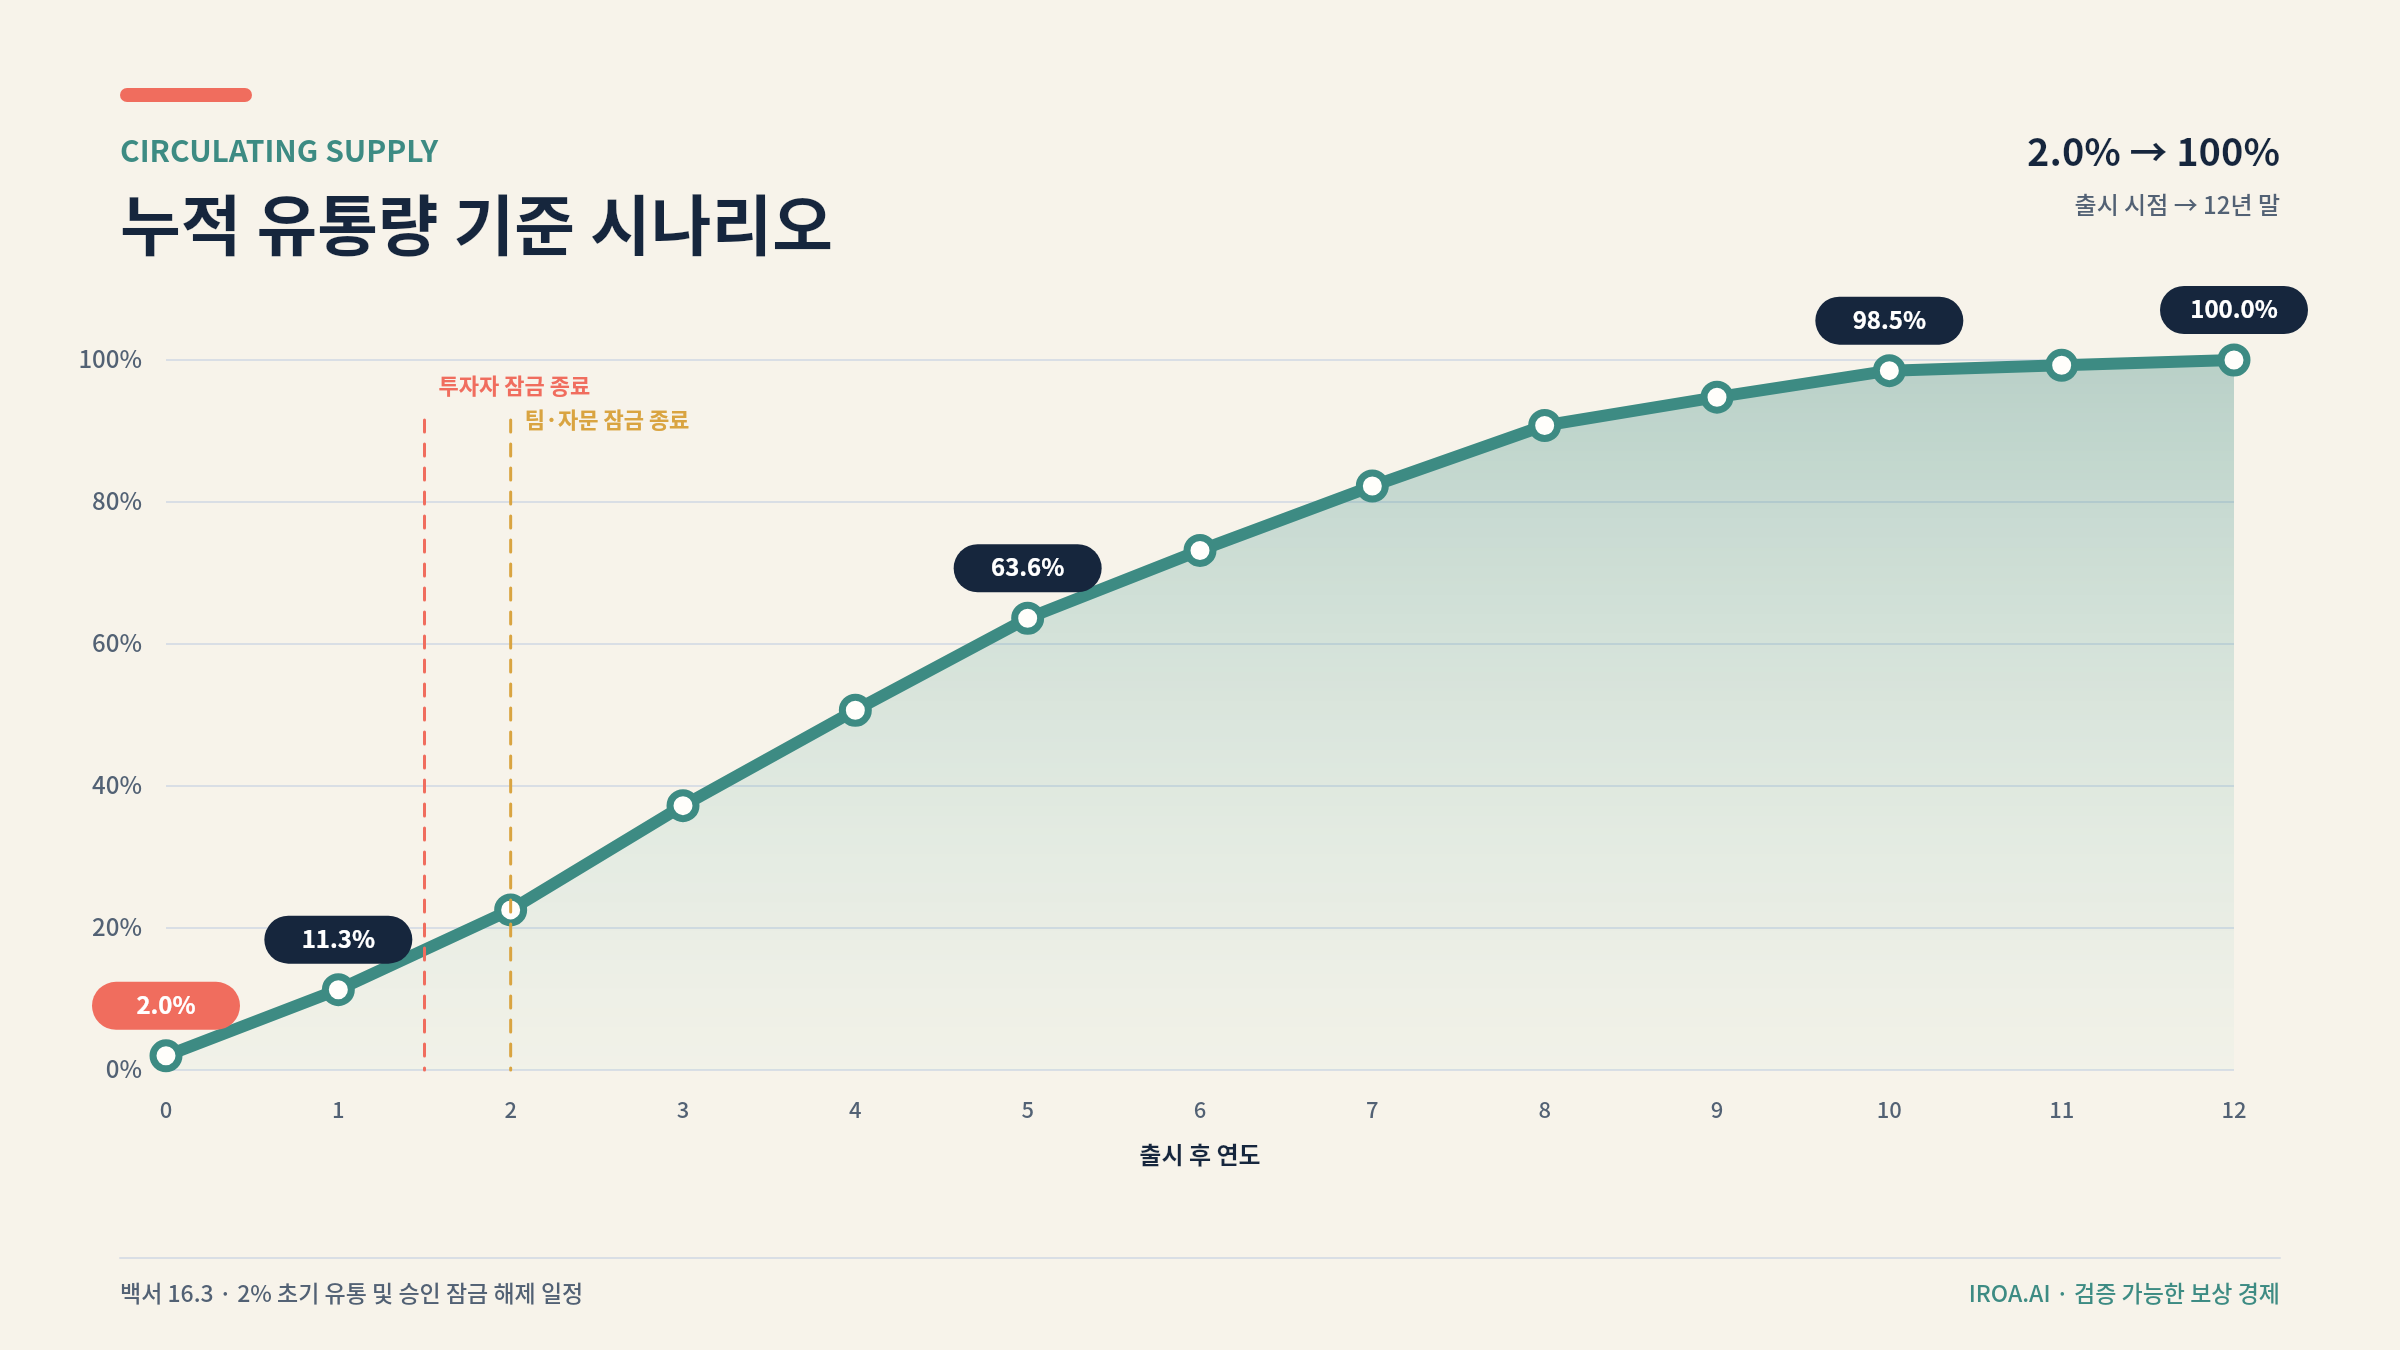 CIRCULATING SUPPLY
누적 유통량 기준 시나리오
2.0% → 100%
출시 시점 → 12년 말
100%
80%
60%
40%
20%
0%
투자자 잠금 종료
팀·자문 잠금 종료
2.0%
11.3%
63.6%
98.5%
100.0%
0 1 2 3 4 5 6 7 8 9 10 11 12
출시 후 연도
백서 16.3 · 2% 초기 유통 및 승인 잠금 해제 일정
IROA.AI · 검증 가능한 보상 경제